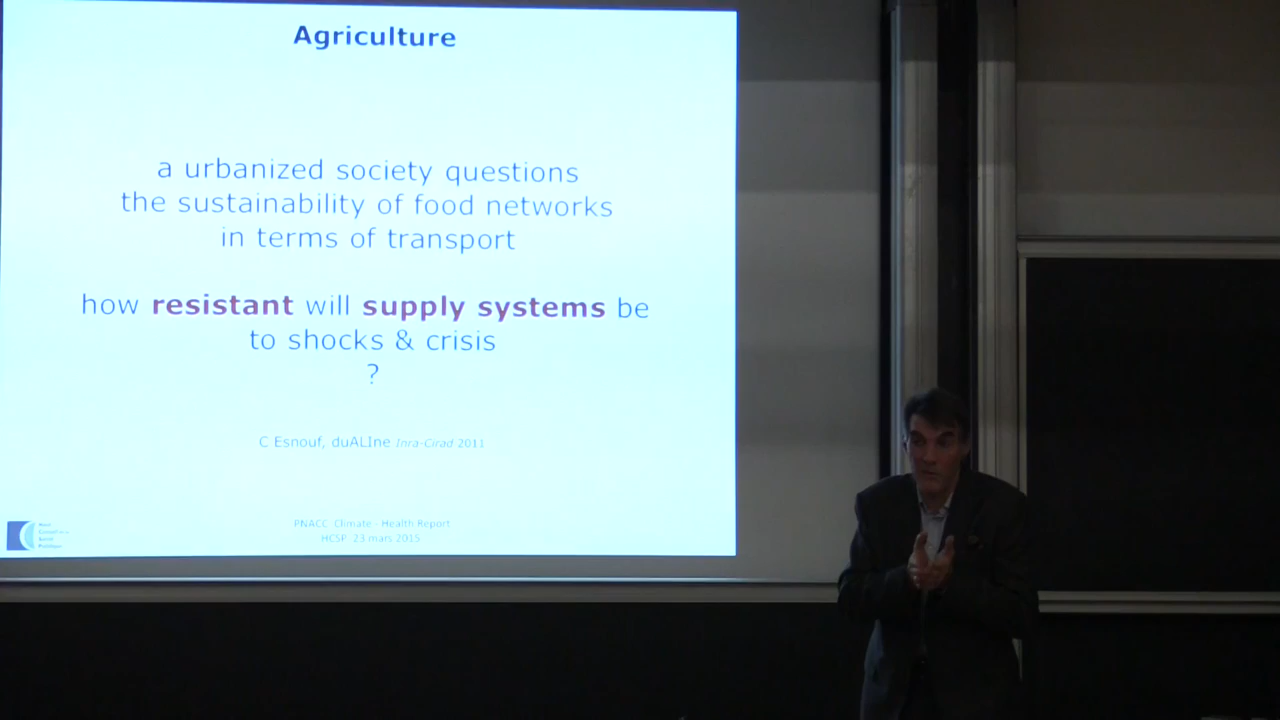 Agriculture
a urbanized society questions
the sustainability of food networks
in terms of transport
how resistant will supply systems be
to shocks & crisis
?
C Esnouf, duALIne Inra-Cirad 2011
PNACC Climate - Health Report
HCSP 23 mars 2015